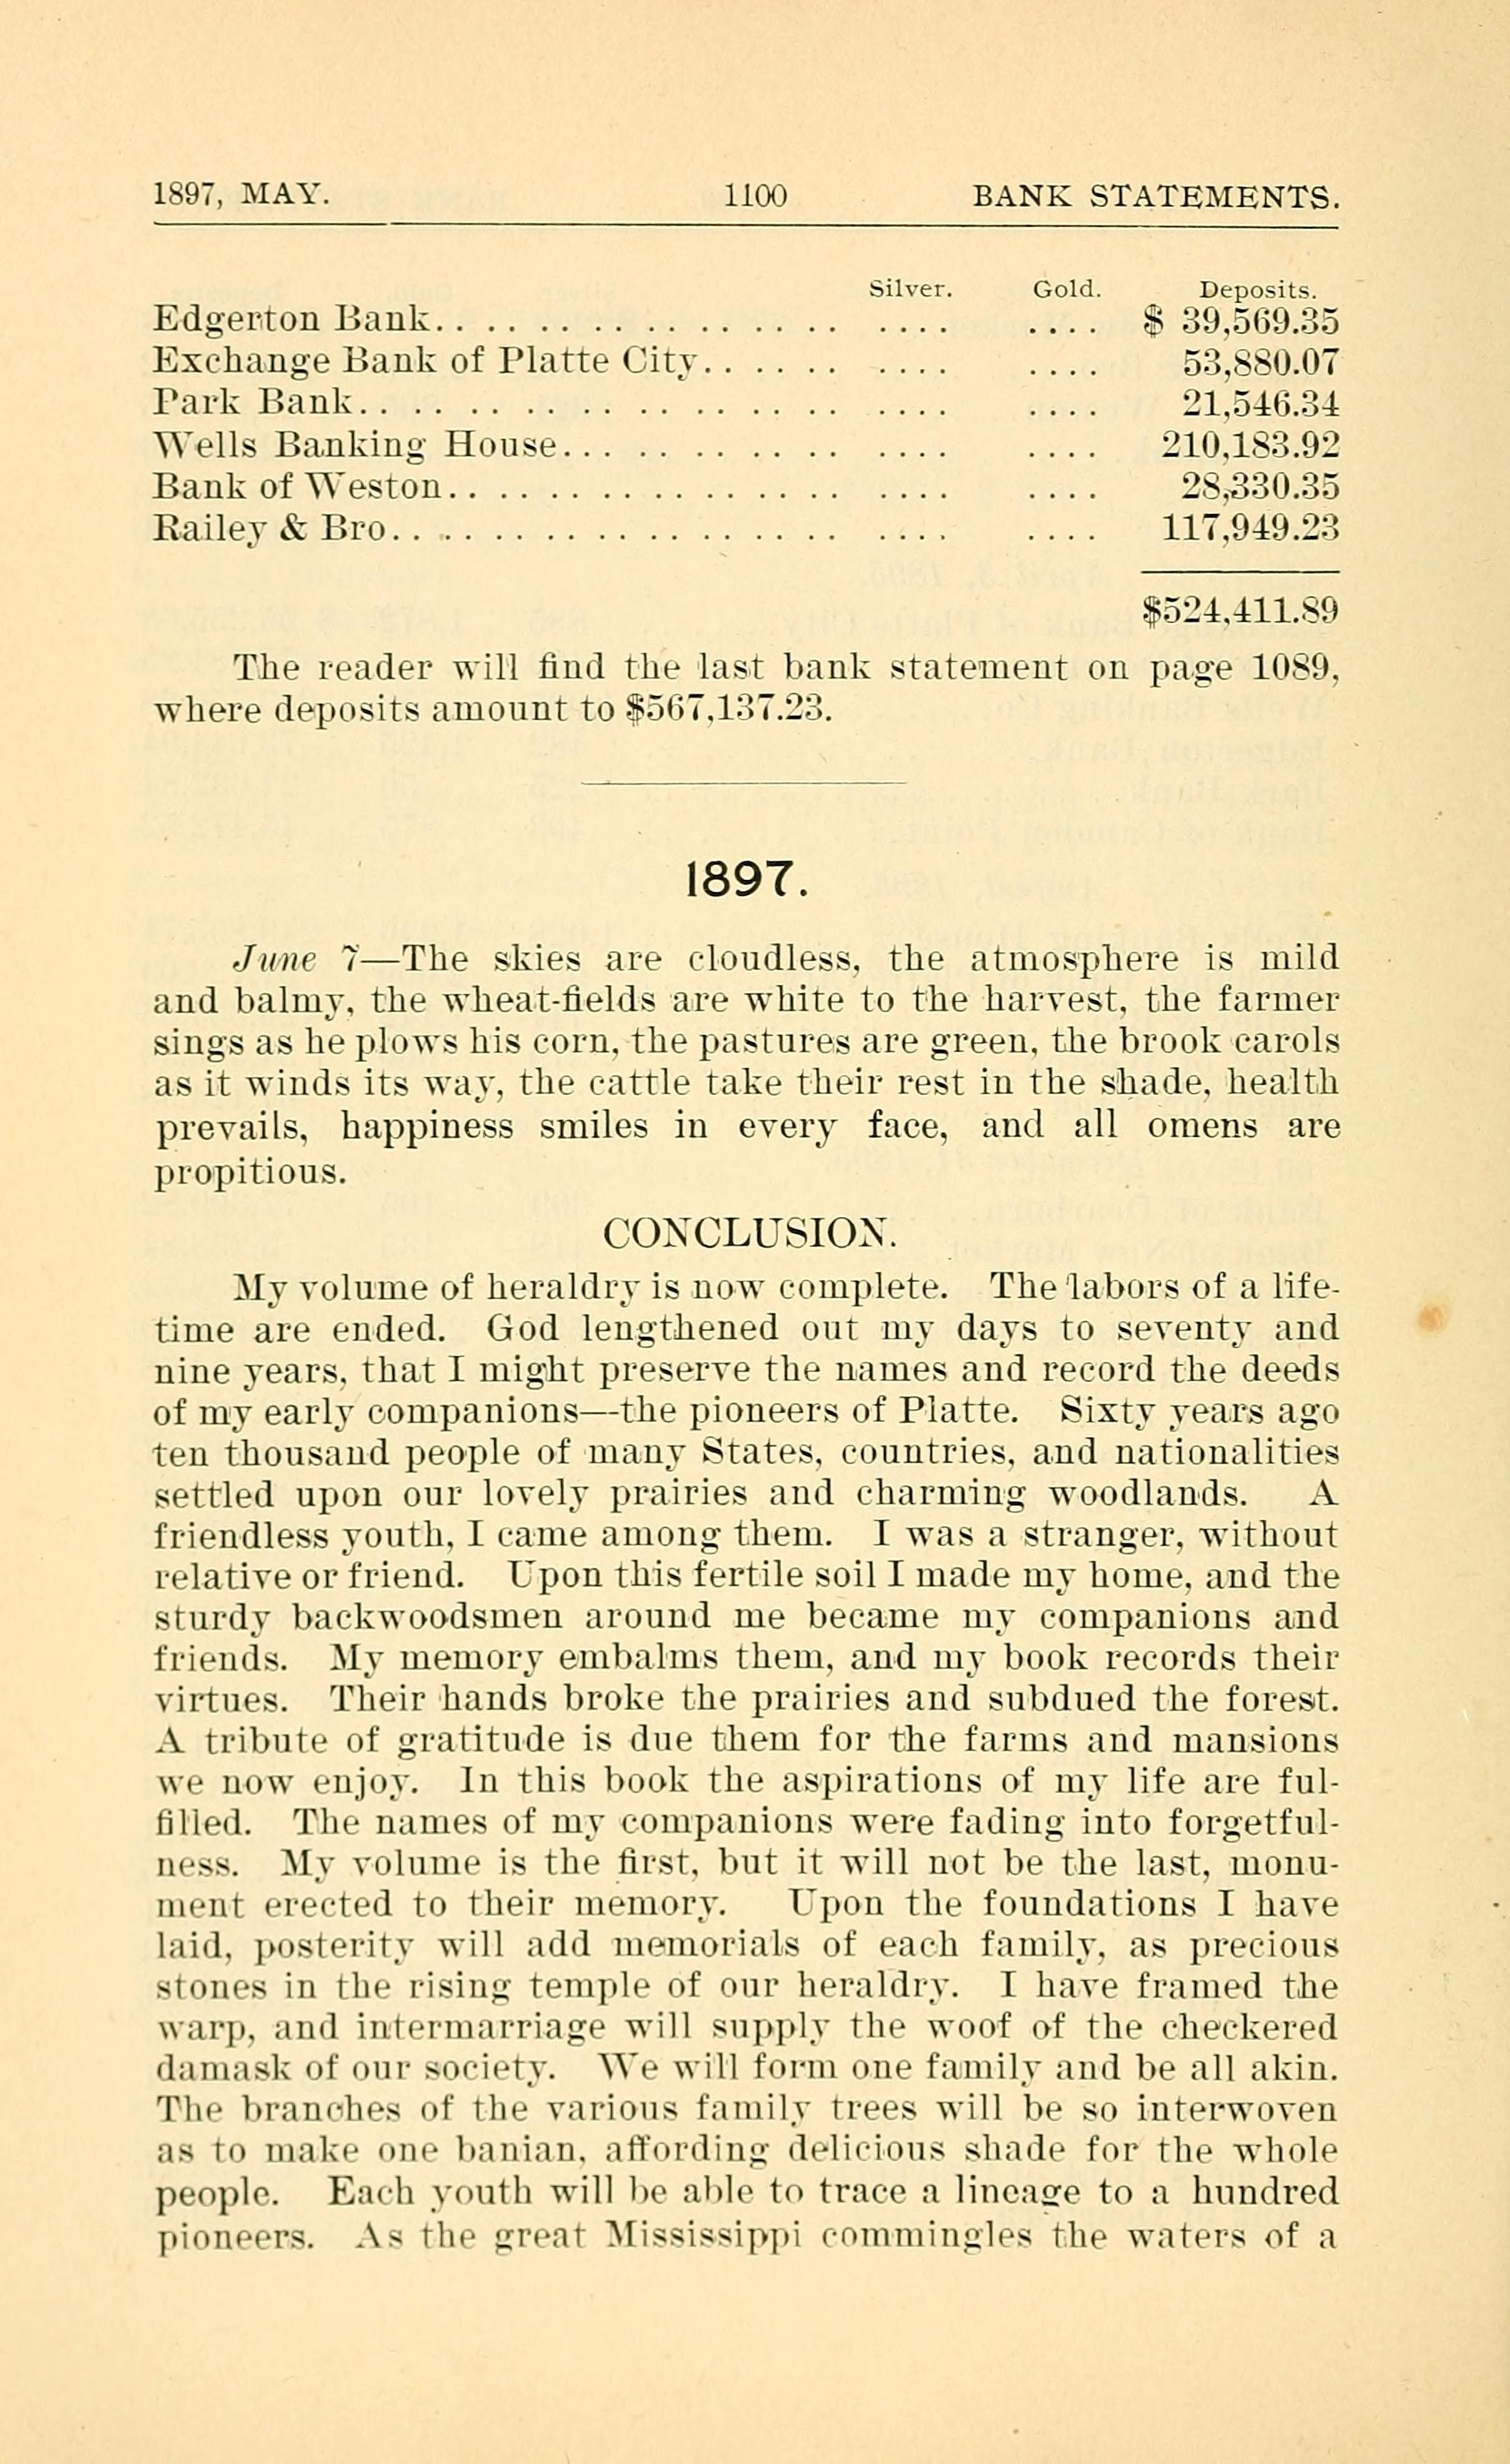 1897, MAY. 1100 BANK STATEMENTS.
Silver. Gold. Deposits.
Edgerton Bank. . . . . . . . . . . . . . . . . . . . . . . . . . $ 39,569.35
Exchange Bank of Platte City. . . . . . . . . . . . . . . 53,880.07
Park Bank. . . . . . . . . . . . . . . . . . . . . . . . . . . . 21,546.34
Wells Banking House. . . . . . . . . . . . . . . . . . . . 210,183.92
Bank of Weston. . . . . . . . . . . . . . . . . . . . . . . . . 28,330.35
Railey & Bro. . . . . . . . . . . . . . . . . . . . . . . . . . . 117,949.23
$524,411.89
The reader will find the last bank statement on page 1089,
where deposits amount to $567,137.23.
1897.
June 7—The skies are cloudless, the atmosphere is mild
and balmy, the wheat-fields are white to the harvest, the farmer
sings as he plows his corn, the pastures are green, the brook carols
as it winds its way, the cattle take their rest in the shade, health
prevails, happiness smiles in every face, and all omens are
propitious.
CONCLUSION.
My volume of heraldry is now complete. The labors of a life-
time are ended. God lengthened out my days to seventy and
nine years, that I might preserve the names and record the deeds
of my early companions—the pioneers of Platte. Sixty years ago
ten thousand people of many States, countries, and nationalities
settled upon our lovely prairies and charming woodlands. A
friendless youth, I came among them. I was a stranger, without
relative or friend. Upon this fertile soil I made my home, and the
sturdy backwoodsmen around me became my companions and
friends. My memory embalms them, and my book records their
virtues. Their hands broke the prairies and subdued the forest.
A tribute of gratitude is due them for the farms and mansions
we now enjoy. In this book the aspirations of my life are ful-
filled. The names of my companions were fading into forgetful-
ness. My volume is the first, but it will not be the last, monu-
ment erected to their memory. Upon the foundations I have
laid, posterity will add memorials of each family, as precious
stones in the rising temple of our heraldry. I have framed the
warp, and intermarriage will supply the woof of the checkered
damask of our society. We will form one family and be all akin.
The branches of the various family trees will be so interwoven
as to make one banian, affording delicious shade for the whole
people. Each youth will be able to trace a lineage to a hundred
pioneers. As the great Mississippi commingles the waters of a